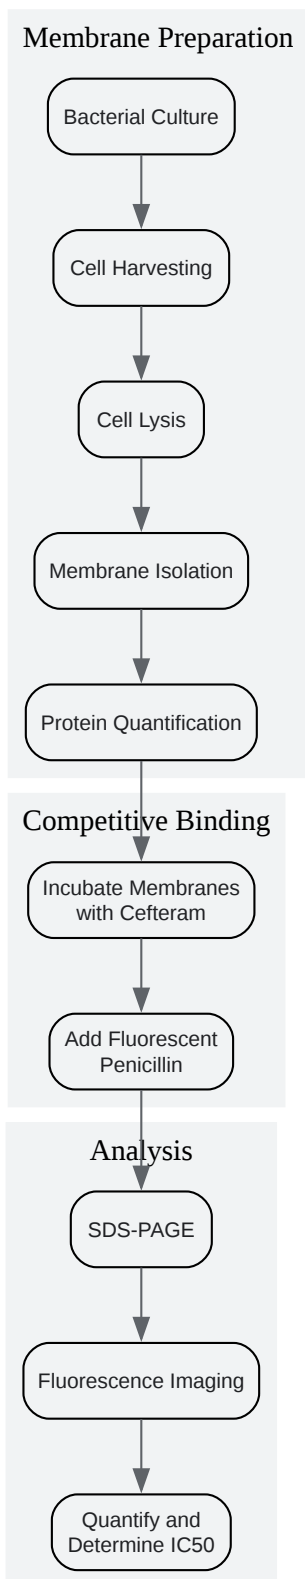 Membrane Preparation
Bacterial Culture
Cell Harvesting
Cell Lysis
Membrane Isolation
Protein Quantification
Competitive Binding
Incubate Membranes
with Cefteram
Add Fluorescent
Penicillin
Analysis
SDS-PAGE
Fluorescence Imaging
Quantify and
Determine IC50